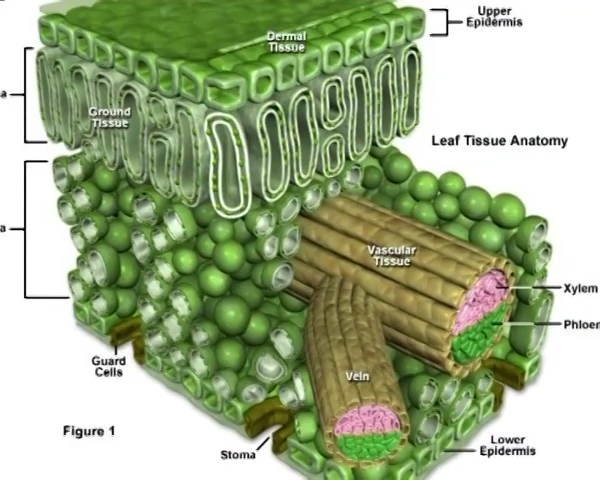 Upper
Epidermis
Dermal
Tissue
a
Ground
Tissue
Leaf Tissue Anatomy
a
Vascular
Tissue
Xylem
Phloer
Guard
Cells
Vein
Figure 1
Stoma
Lower
Epidermis